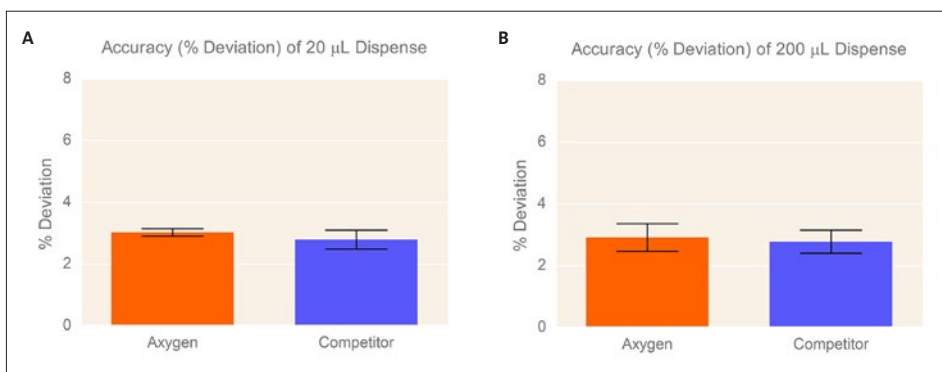 A
Accuracy (% Deviation) of 20 µL Dispense
% Deviation
8
6
4
2
0
Axygen
Competitor
B
Accuracy (% Deviation) of 200 µL Dispense
% Deviation
8
6
4
2
0
Axygen
Competitor